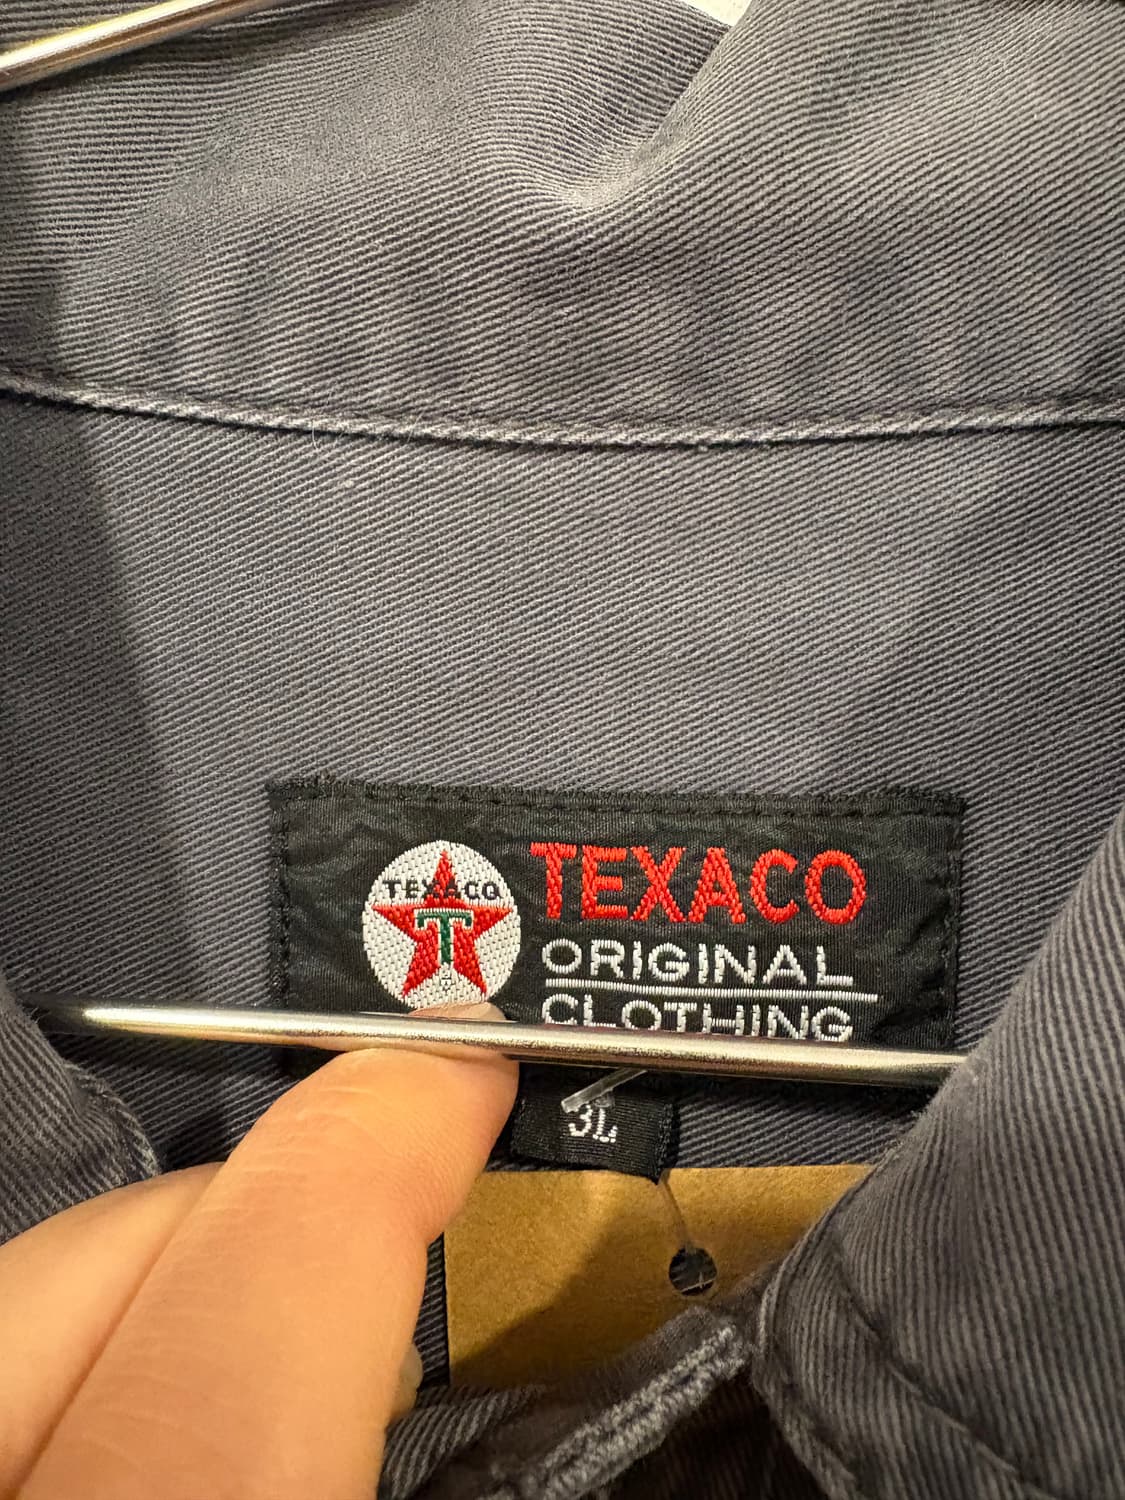 TEXACO
T
®
TEXACO
ORIGINAL
CLOTHING
3L